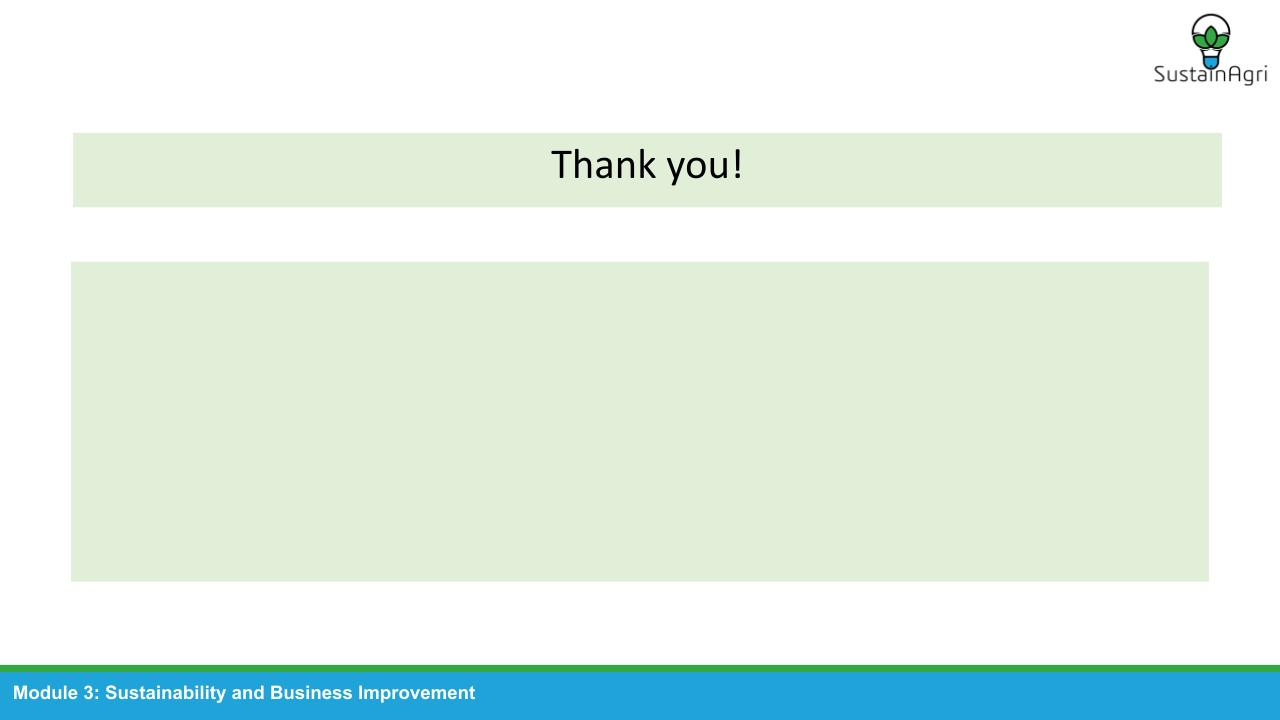 SustainAgri
Thank you!
Module 3: Sustainability and Business Improvement